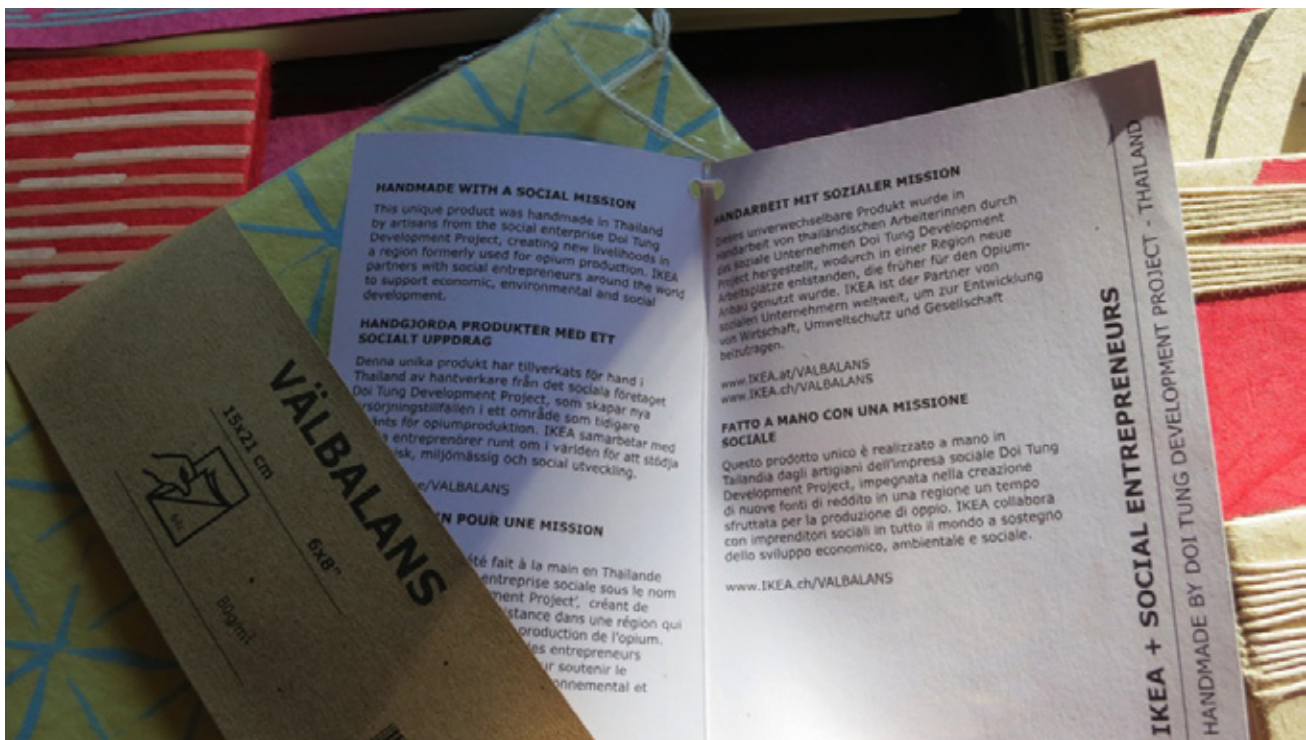 HANDMADE WITH A SOCIAL MISSION
This unique product was handmade in Thailand
by artisans from the social enterprise Doi Tung
Development Project, creating new livelihoods in
a region formerly used for opium production. IKEA
partners with social entrepreneurs around the world
to support economic, environmental and social
development.
HANDGJORDA PRODUKTER MED ETT
SOCIALT UPPDRAG
Denna unika produkt har tillverkats för hand i
Thailand av hantverkare från det sociala företaget
Doi Tung Development Project, som skapar nya
försörjningstillfällen i ett område som tidigare
för opiumproduktion. IKEA samarbetar med
entreprenörer runt om i världen för att stödja
miljömässig och social utveckling.
/VALBALANS
POUR UNE MISSION
été fait à la main en Thaïlande
entreprise sociale sous le nom
Project', créant de
dans une région qui
production de l'opium.
les entrepreneurs
soutenir le
et
HANDARBEIT MIT SOZIALER MISSION
Dieses unverwechselbare Produkt wurde in
Handarbeit von thailändischen Arbeiterinnen durch
das soziale Unternehmen Doi Tung Development
Project hergestellt, wodurch in einer Region neue
Arbeitsplätze entstanden, die früher für den Opium-
Anbau genutzt wurde. IKEA ist der Partner von
sozialen Unternehmern weltweit, um zur Entwicklung
von Wirtschaft, Umweltschutz und Gesellschaft
beizutragen.
www.IKEA.at/VALBALANS
www.IKEA.ch/VALBALANS
FATTO A MANO CON UNA MISSIONE
SOCIALE
Questo prodotto unico è realizzato a mano in
Tailandia dagli artigiani dell'impresa sociale Doi Tung
Development Project, impegnata nella creazione
di nuove fonti di reddito in una regione un tempo
sfruttata per la produzione di oppio. IKEA collabora
con imprenditori sociali in tutto il mondo a sostegno
dello sviluppo economico, ambientale e sociale.
www.IKEA.ch/VALBALANS
IKEA + SOCIAL ENTREPRENEURS
HANDMADE BY DOI TUNG DEVELOPMENT PROJECT - THAILAND
VÄLBALANS
15x21 cm
6x8"
80g/m²